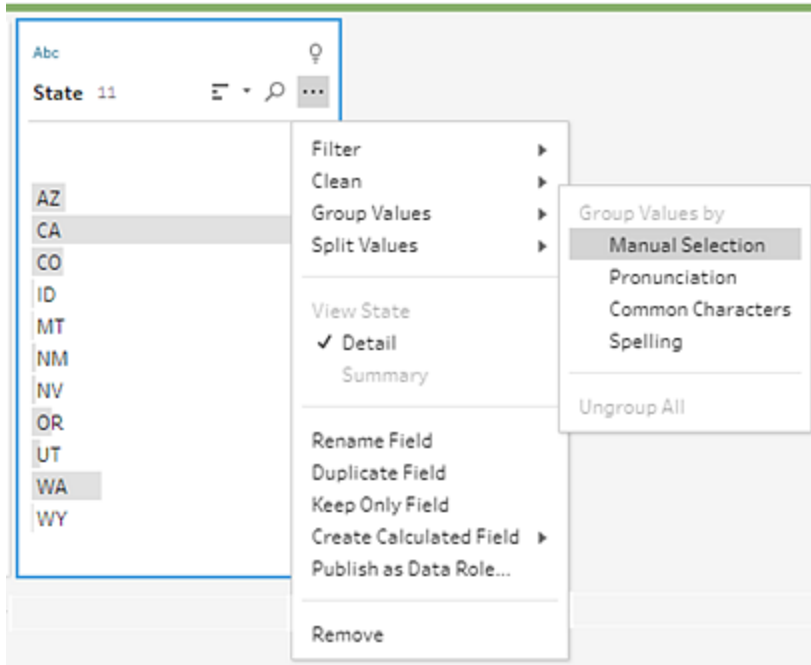 Abc
State 11
AZ
CA
CO
ID
MT
NM
NV
OR
UT
WA
WY
Filter
Clean
Group Values
Split Values
View State
Detail
Summary
Rename Field
Duplicate Field
Keep Only Field
Create Calculated Field
Publish as Data Role...
Remove
Group Values by
Manual Selection
Pronunciation
Common Characters
Spelling
Ungroup All